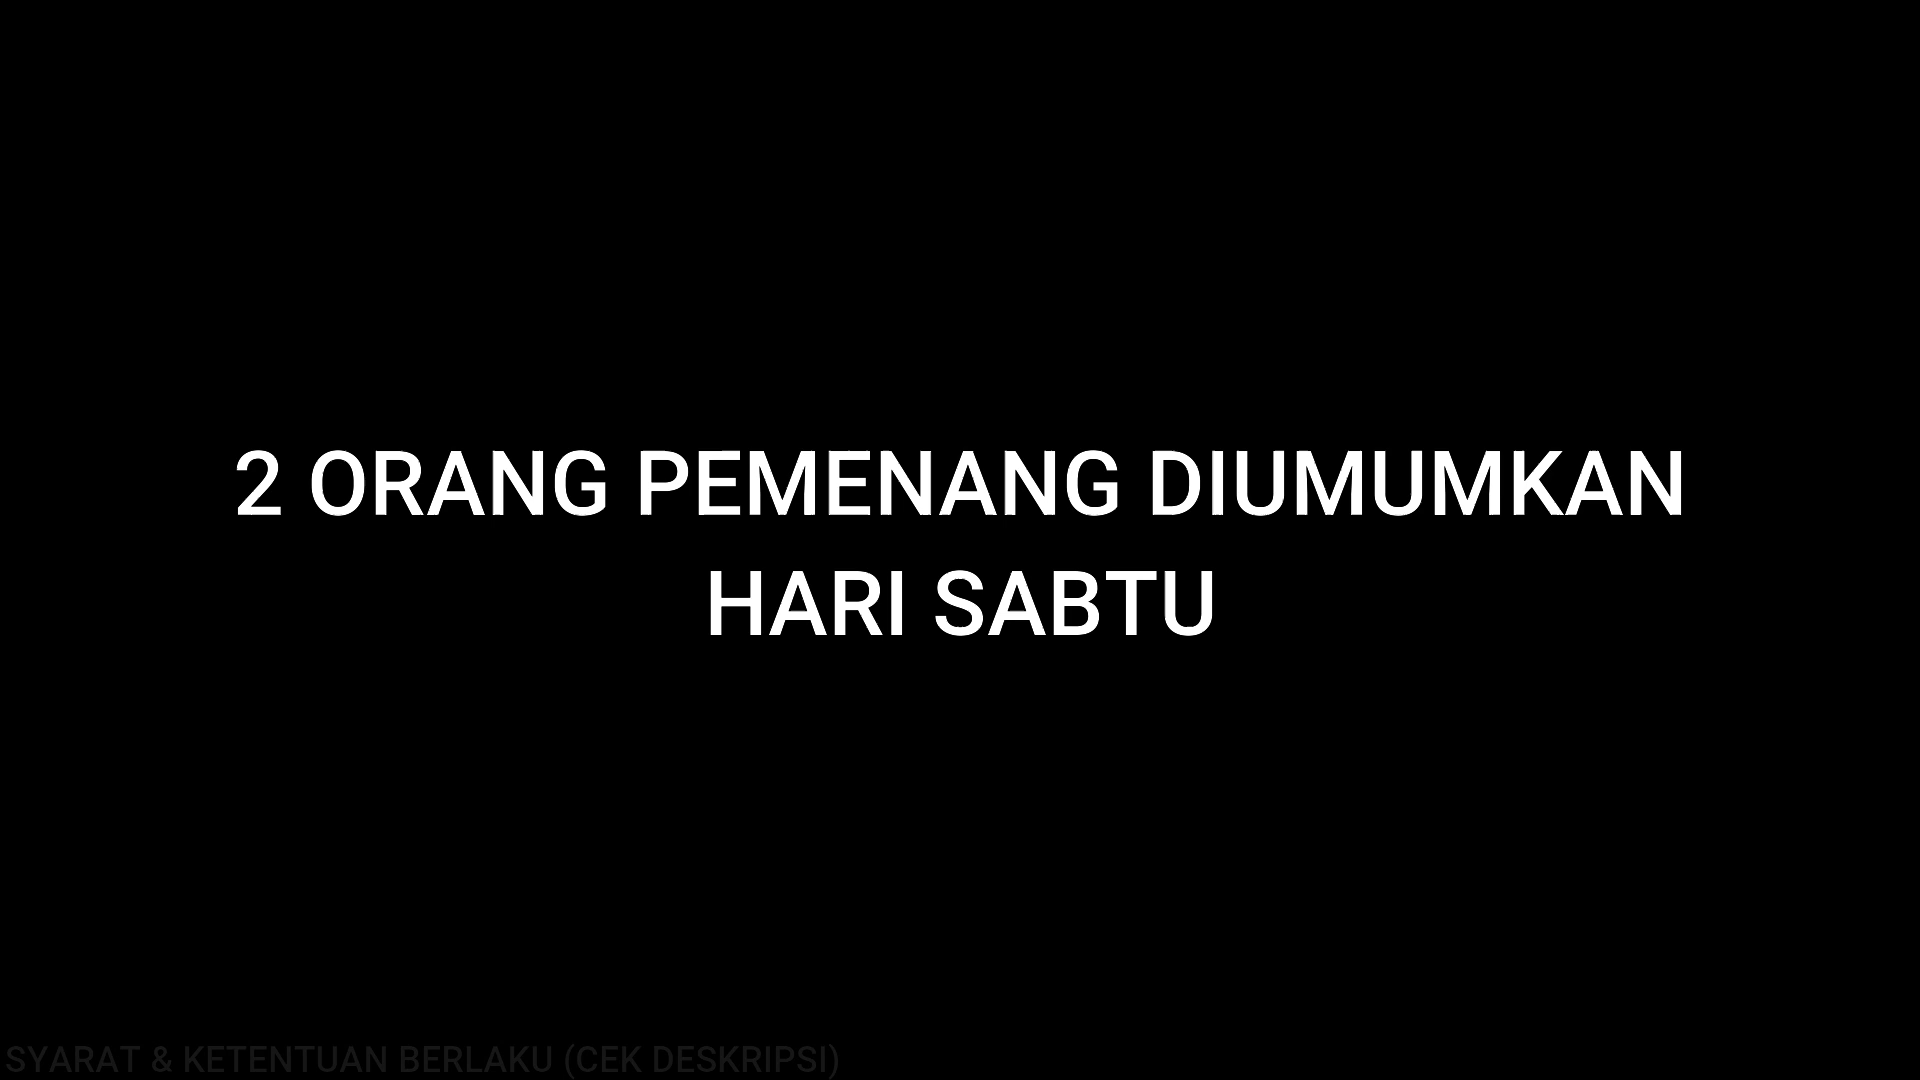 2 ORANG PEMENANG DIUMUMKAN
HARI SABTU
SYARAT & KETENTUAN BERLAKU (CEK DESKRIPSI)